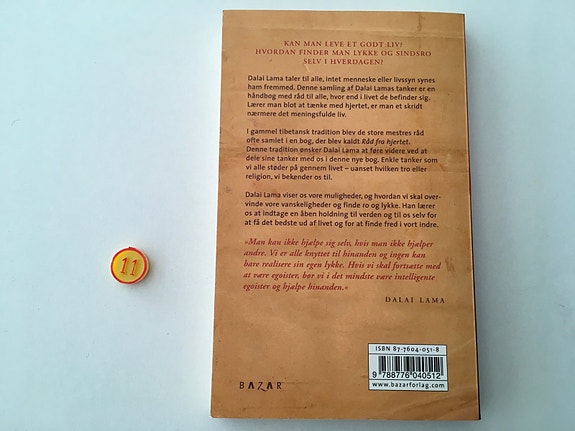 KAN MAN LEVE ET GODT LIV?
HVORDAN FINDER MAN LYKKE OG SINDSRO
SELV I HVERDAGEN?
Dalai Lama taler til alle, intet menneske eller livssyn synes
ham fremmed. Denne samling af Dalai Lamas tanker er en
håndbog med råd til alle, hvor end i livet de befinder sig.
Lærer man blot at tænke med hjertet, er man et skridt
nærmere det meningsfulde liv.
I gammel tibetansk tradition blev de store mestres råd
ofte samlet i en bog, der blev kaldt Råd fra hjertet.
Denne tradition ønsker Dalai Lama at føre videre ved at
dele sine tanker med os i denne nye bog. Enkle tanker som
vi alle støder på gennem livet – uanset hvilken tro eller
religion, vi bekender os til.
Dalai Lama viser os vore muligheder, og hvordan vi skal over-
vinde vore vanskeligheder og finde ro og lykke. Han lærer
os at indtage en åben holdning til verden og til os selv for
at få det bedste ud af livet og for at finde fred i vort indre.
»Man kan ikke hjælpe sig selv, hvis man ikke hjælper
andre. Vi er alle knyttet til hinanden og ingen kan
bare realisere sin egen lykke. Hvis vi skal fortsætte med
at være egoister, bør vi i det mindste være intelligente
egoister og hjælpe hinanden.«
DALAI LAMA
11
ISBN 87-7604-051-8
9 788776 040512
www.bazarforlag.com
BAZAR